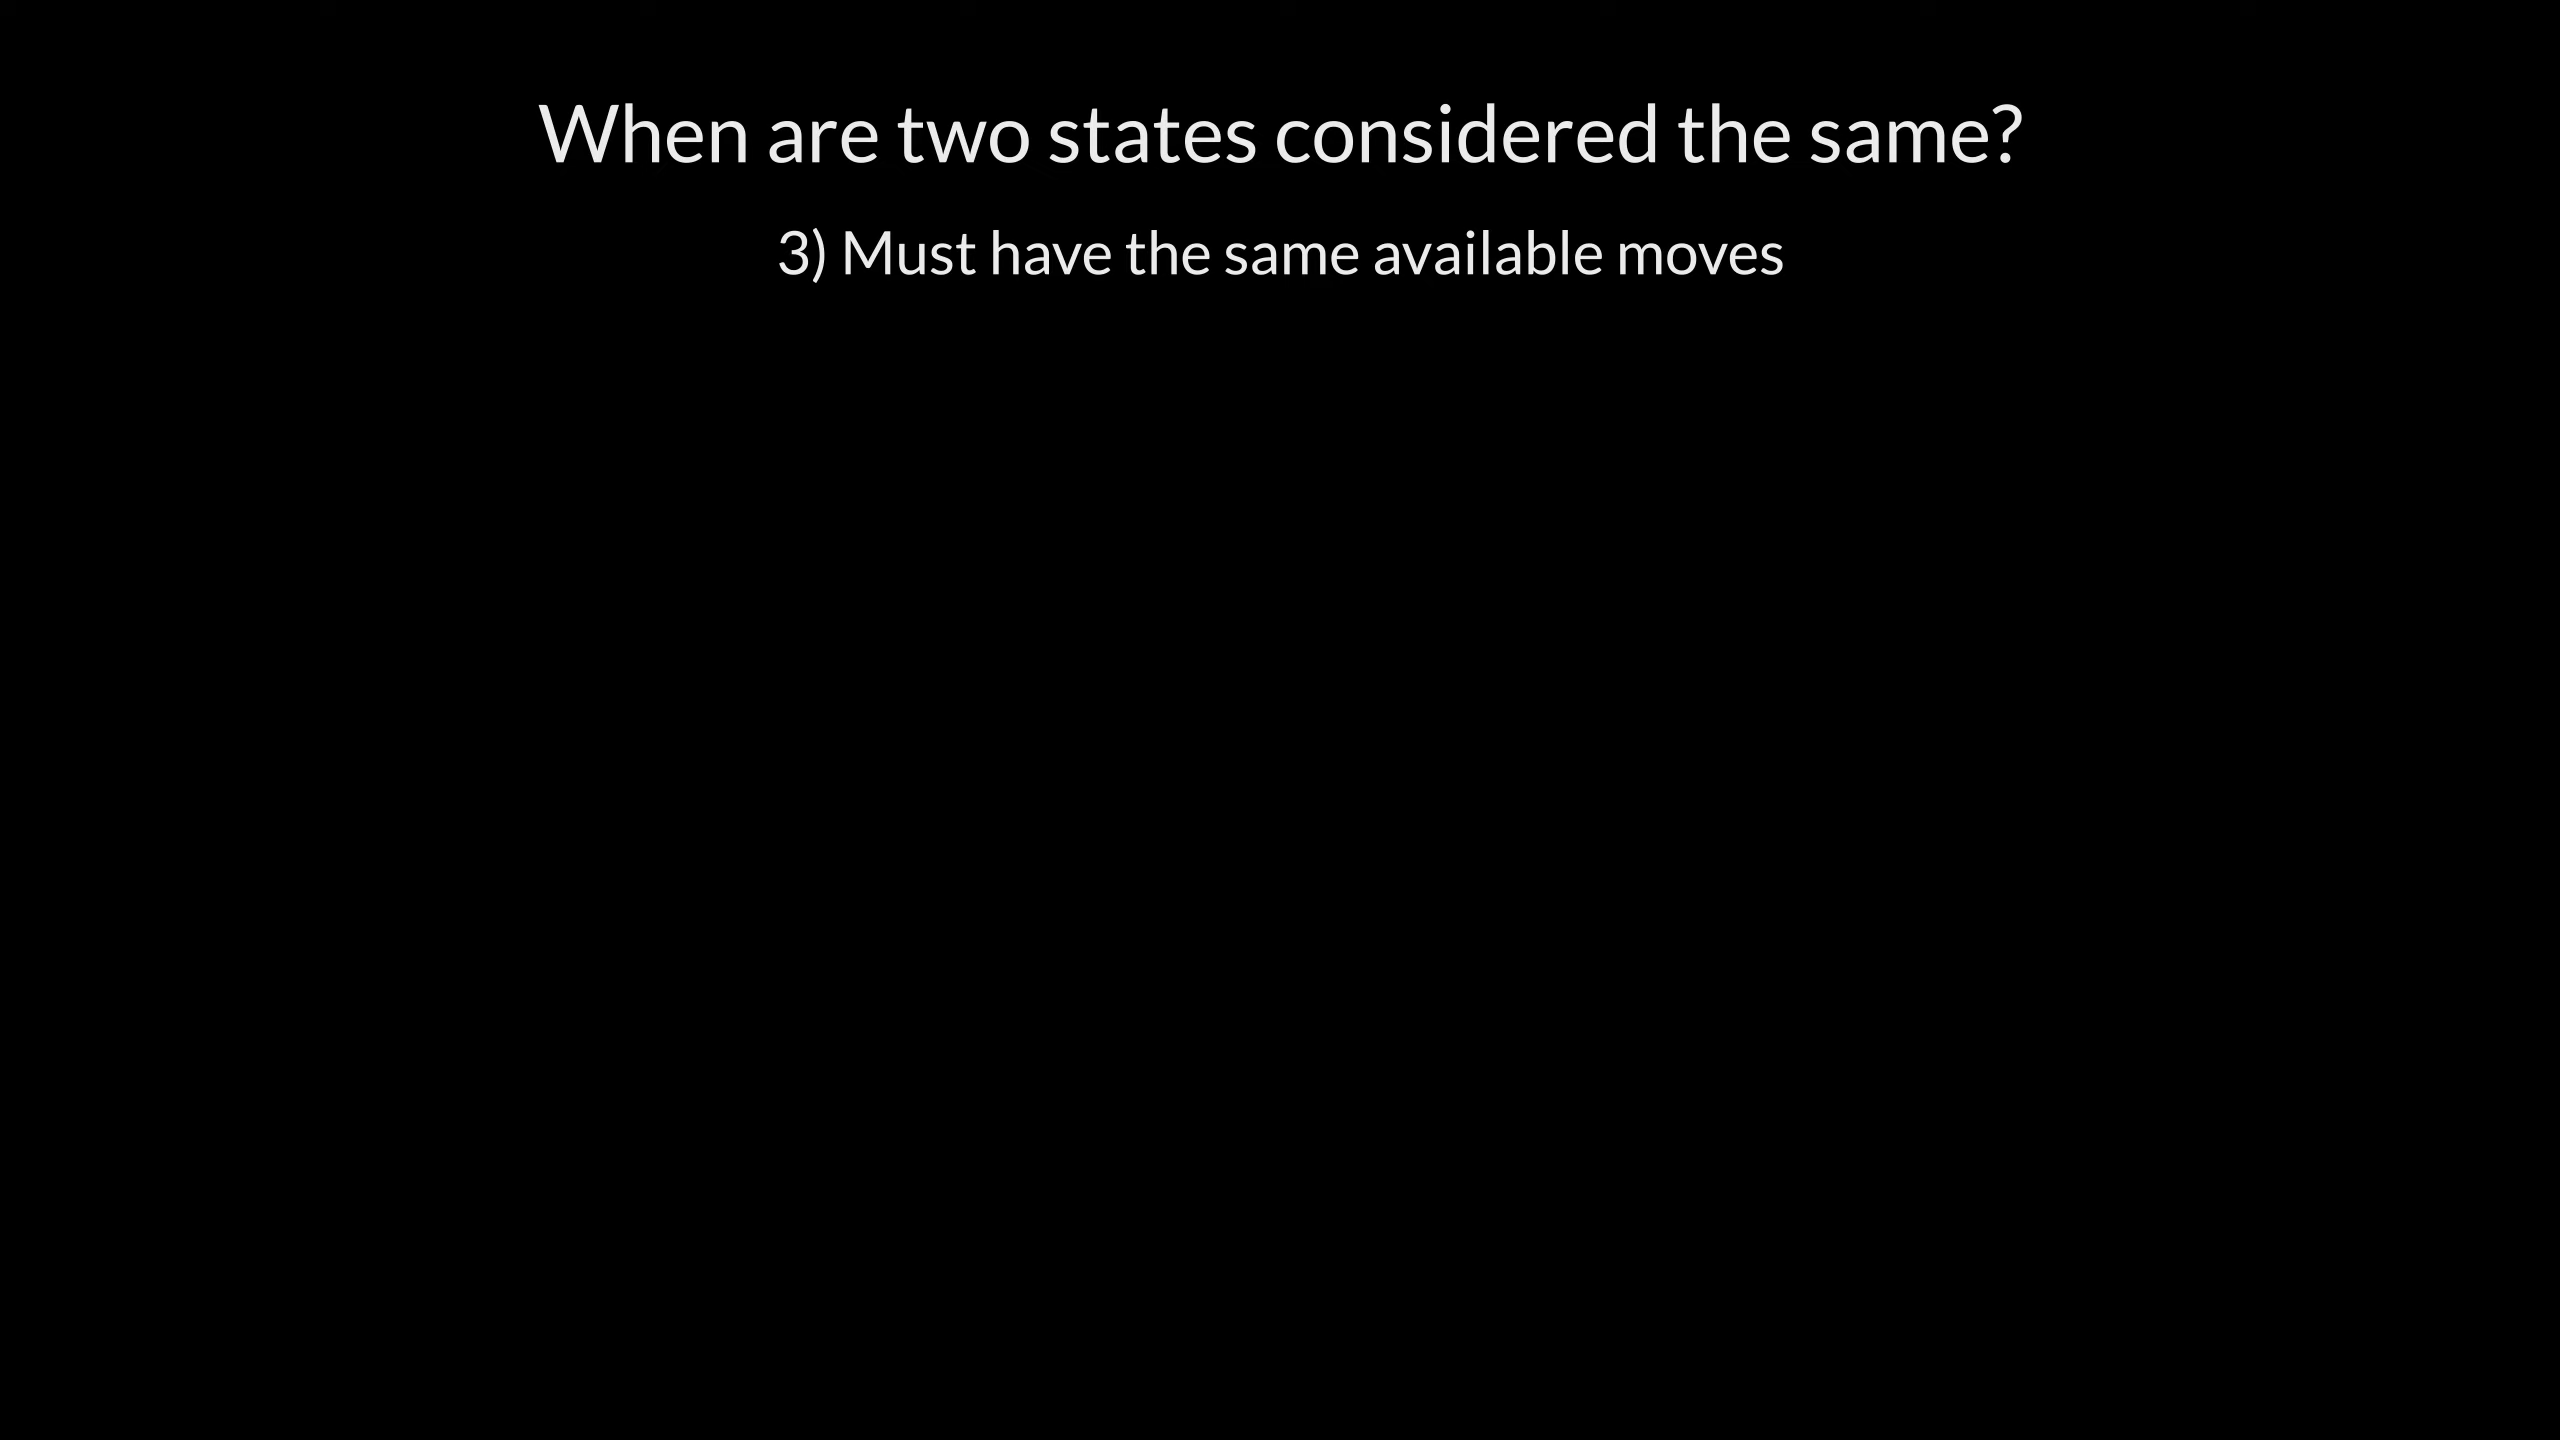 When are two states considered the same?
3) Must have the same available moves